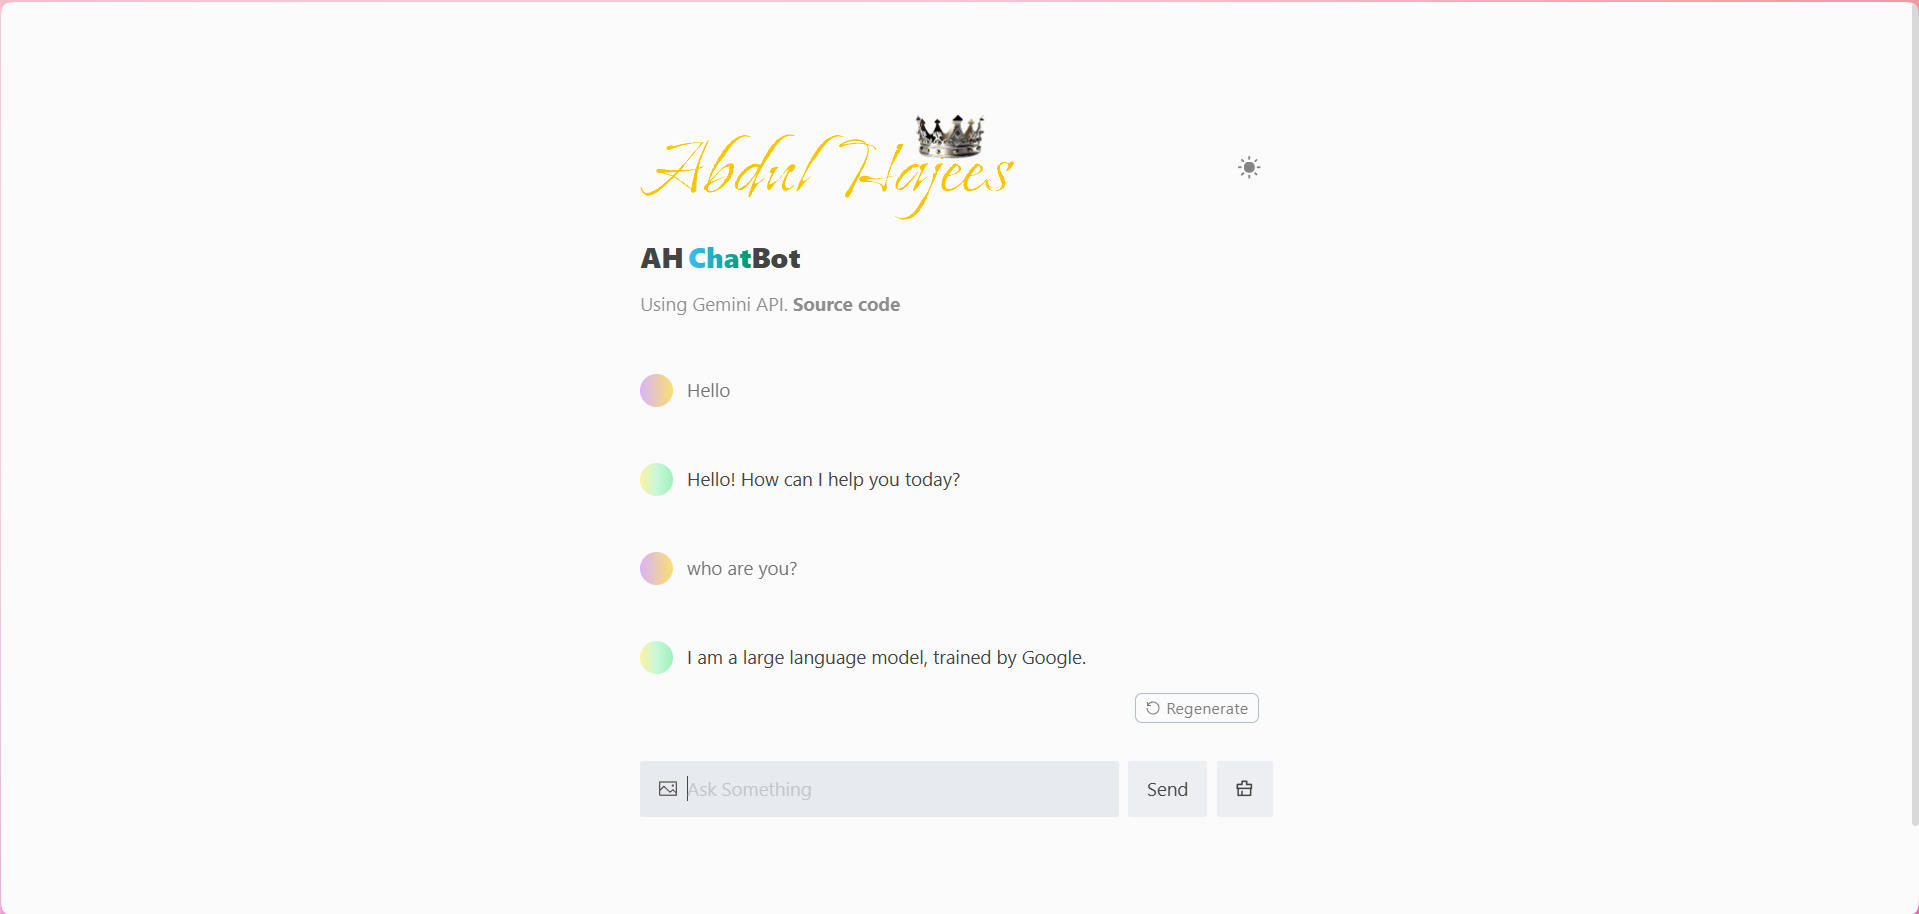 Abdul Hajees
AH ChatBot
Using Gemini API. Source code
Hello
Hello! How can I help you today?
who are you?
I am a large language model, trained by Google.
Regenerate
Ask Something
Send